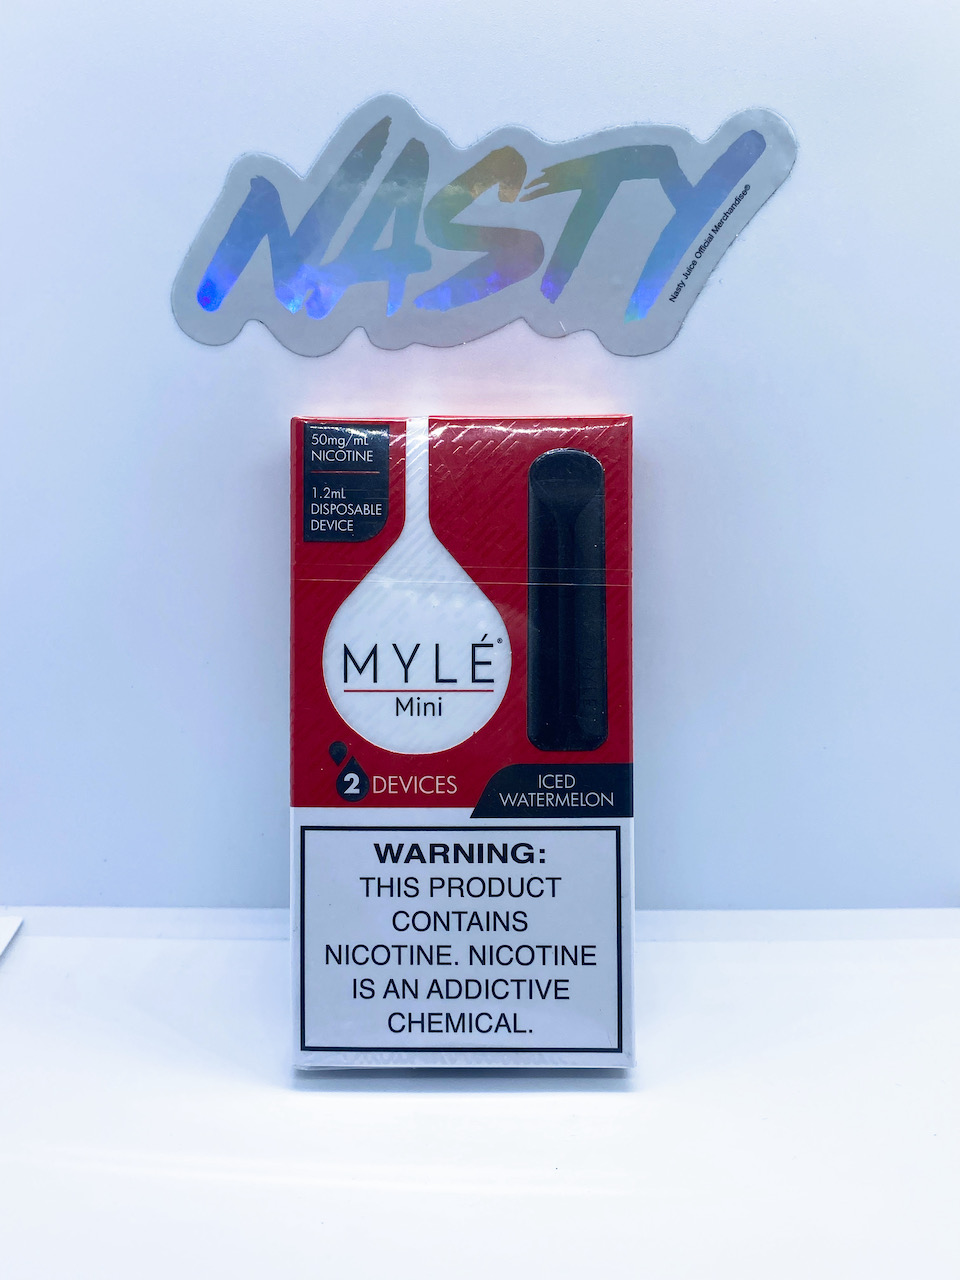 NASTY
Nasty Juice Official Merchandise®
50mg/mL
NICOTINE
1.2mL
DISPOSABLE
DEVICE
MYLÉ®
Mini
2 DEVICES
ICED
WATERMELON
WARNING:
THIS PRODUCT
CONTAINS
NICOTINE. NICOTINE
IS AN ADDICTIVE
CHEMICAL.